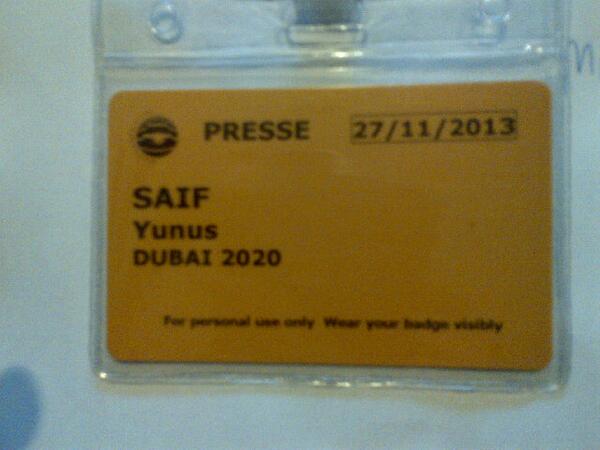 PRESSE 27/11/2013
SAIF
Yunus
DUBAI 2020
For personal use only Wear your badge visibly